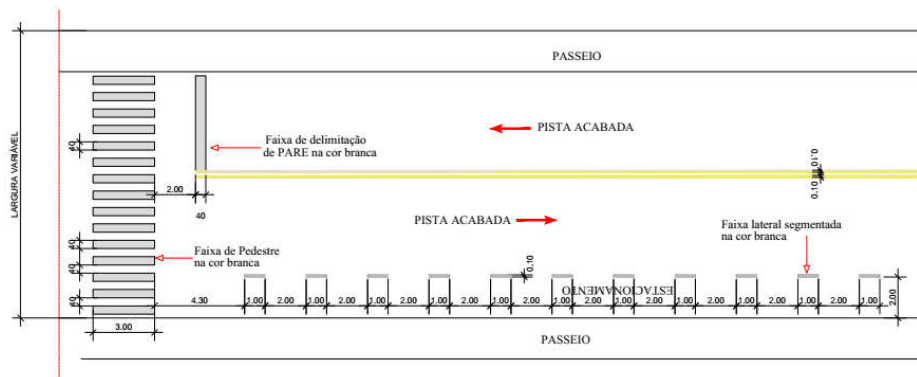 PASSEIO
LARGURA VARIÁVEL
PISTA ACABADA
Faixa de delimitação
de PARE na cor branca
40
0.10
0.10
2.00
40
PISTA ACABADA
Faixa lateral segmentada
na cor branca
40
40
40
Faixa de Pedestre
na cor branca
0.10
ESTACIONAMENTO
4.30
1.00
2.00
1.00
2.00
1.00
2.00
1.00
2.00
1.00
2.00
1.00
2.00
1.00
2.00
1.00
2.00
1.00
2.00
1.00
2.00
1.00
2.00
3.00
PASSEIO